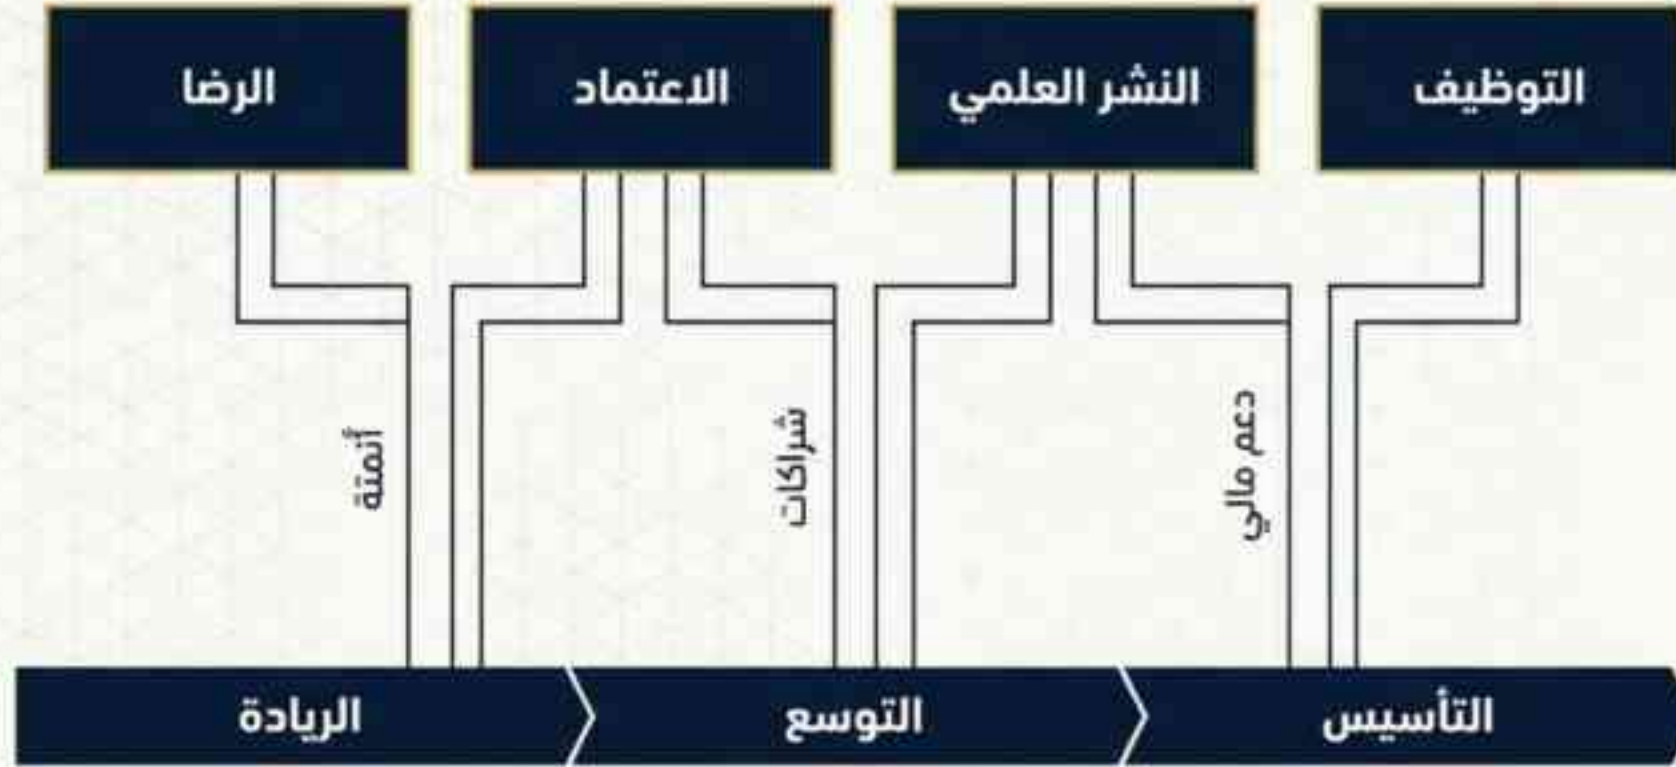 التوظيف
النشر العلمي
الاعتماد
الرضا
دعم مالي
شراكات
أتمتة
التأسيس
التوسع
الريادة